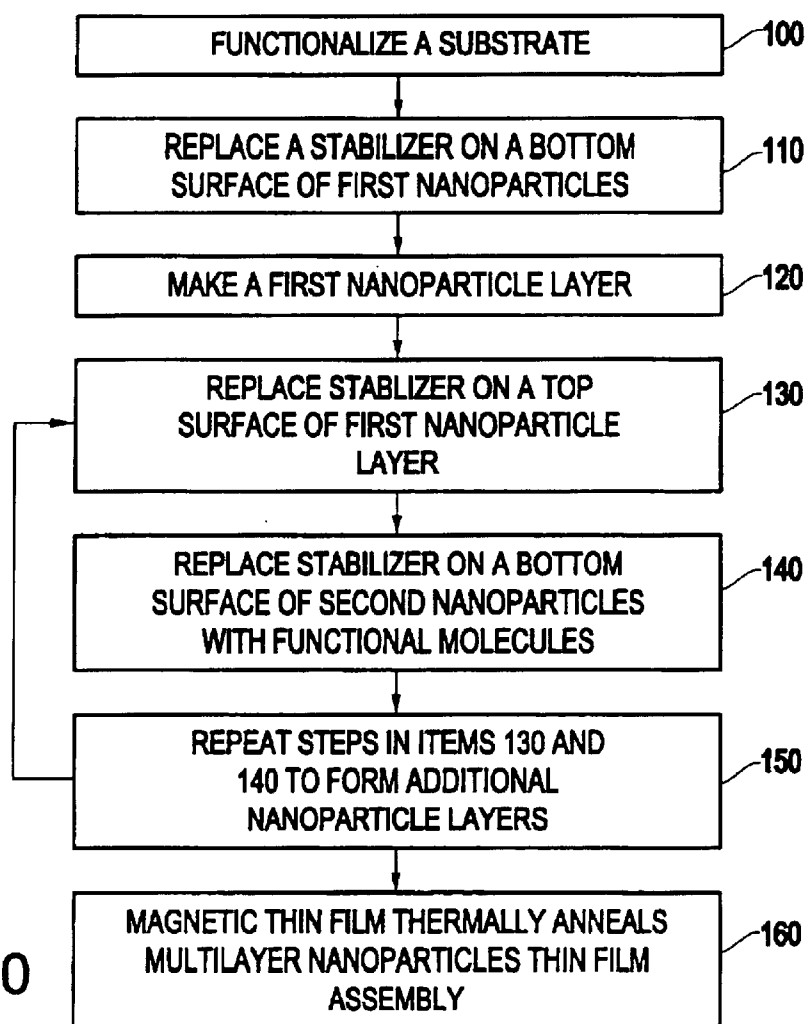 FUNCTIONALIZE A SUBSTRATE
100
REPLACE A STABILIZER ON A BOTTOM
SURFACE OF FIRST NANOPARTICLES
110
MAKE A FIRST NANOPARTICLE LAYER
120
REPLACE STABLIZER ON A TOP
SURFACE OF FIRST NANOPARTICLE
LAYER
130
REPLACE STABILIZER ON A BOTTOM
SURFACE OF SECOND NANOPARTICLES
WITH FUNCTIONAL MOLECULES
140
REPEAT STEPS IN ITEMS 130 AND
140 TO FORM ADDITIONAL
NANOPARTICLE LAYERS
150
MAGNETIC THIN FILM THERMALLY ANNEALS
MULTILAYER NANOPARTICLES THIN FILM
ASSEMBLY
160
0